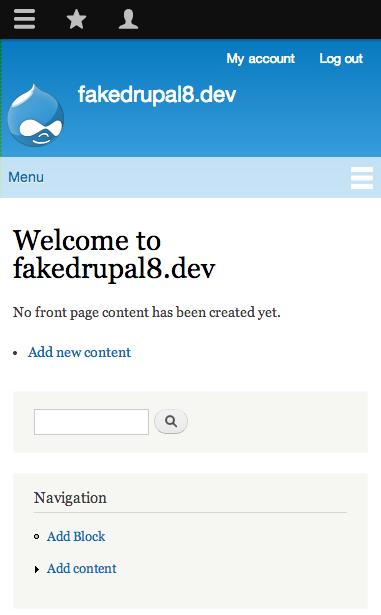 My account Log out
fakedrupal8.dev
Menu
Welcome to
fakedrupal8.dev
No front page content has been created yet.
Add new content
Navigation
Add Block
Add content